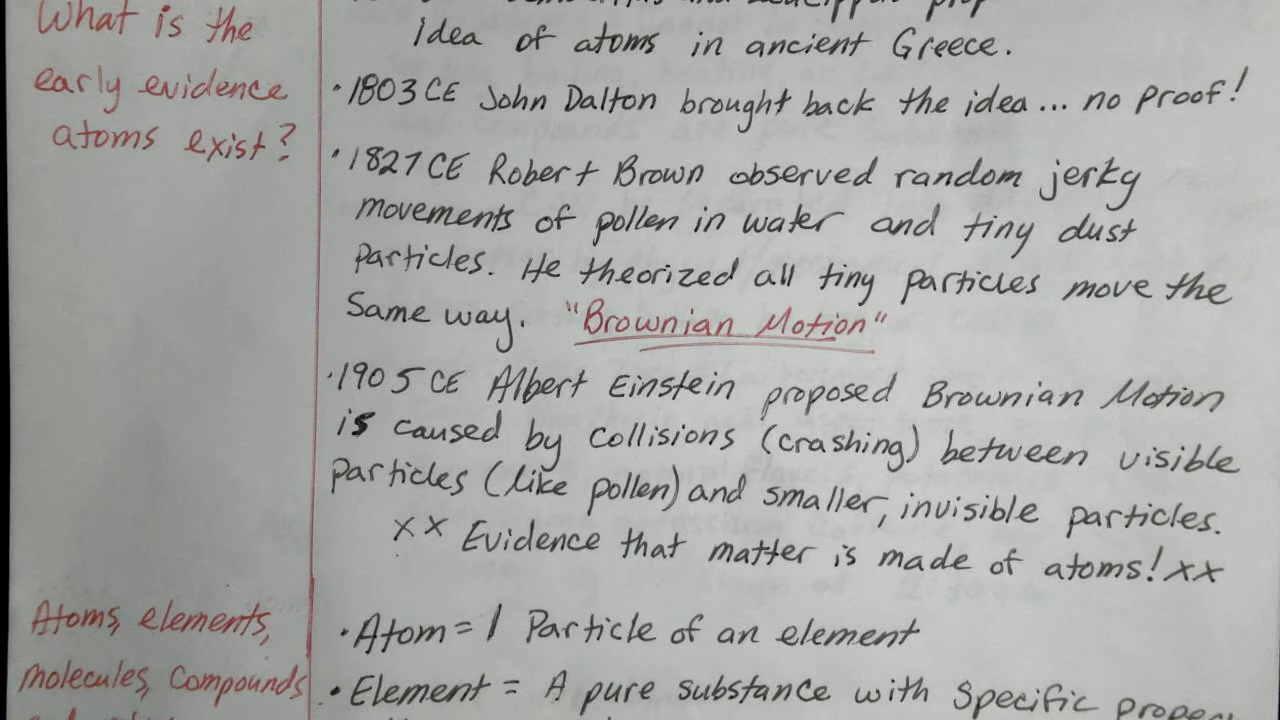 What is the
early evidence
atoms exist?
idea of atoms in ancient Greece.
· 1803 CE John Dalton brought back the idea... no proof!
· 1827 CE Robert Brown observed random jerky
movements of pollen in water and tiny dust
particles. He theorized all tiny particles move the
same way. "Brownian Motion"
· 1905 CE Albert Einstein proposed Brownian Motion
is caused by collisions (crashing) between visible
particles (like pollen) and smaller, invisible particles.
xx Evidence that matter is made of atoms! xx
Atoms, elements,
molecules, compounds
· Atom = 1 Particle of an element
· Element = A pure substance with specific